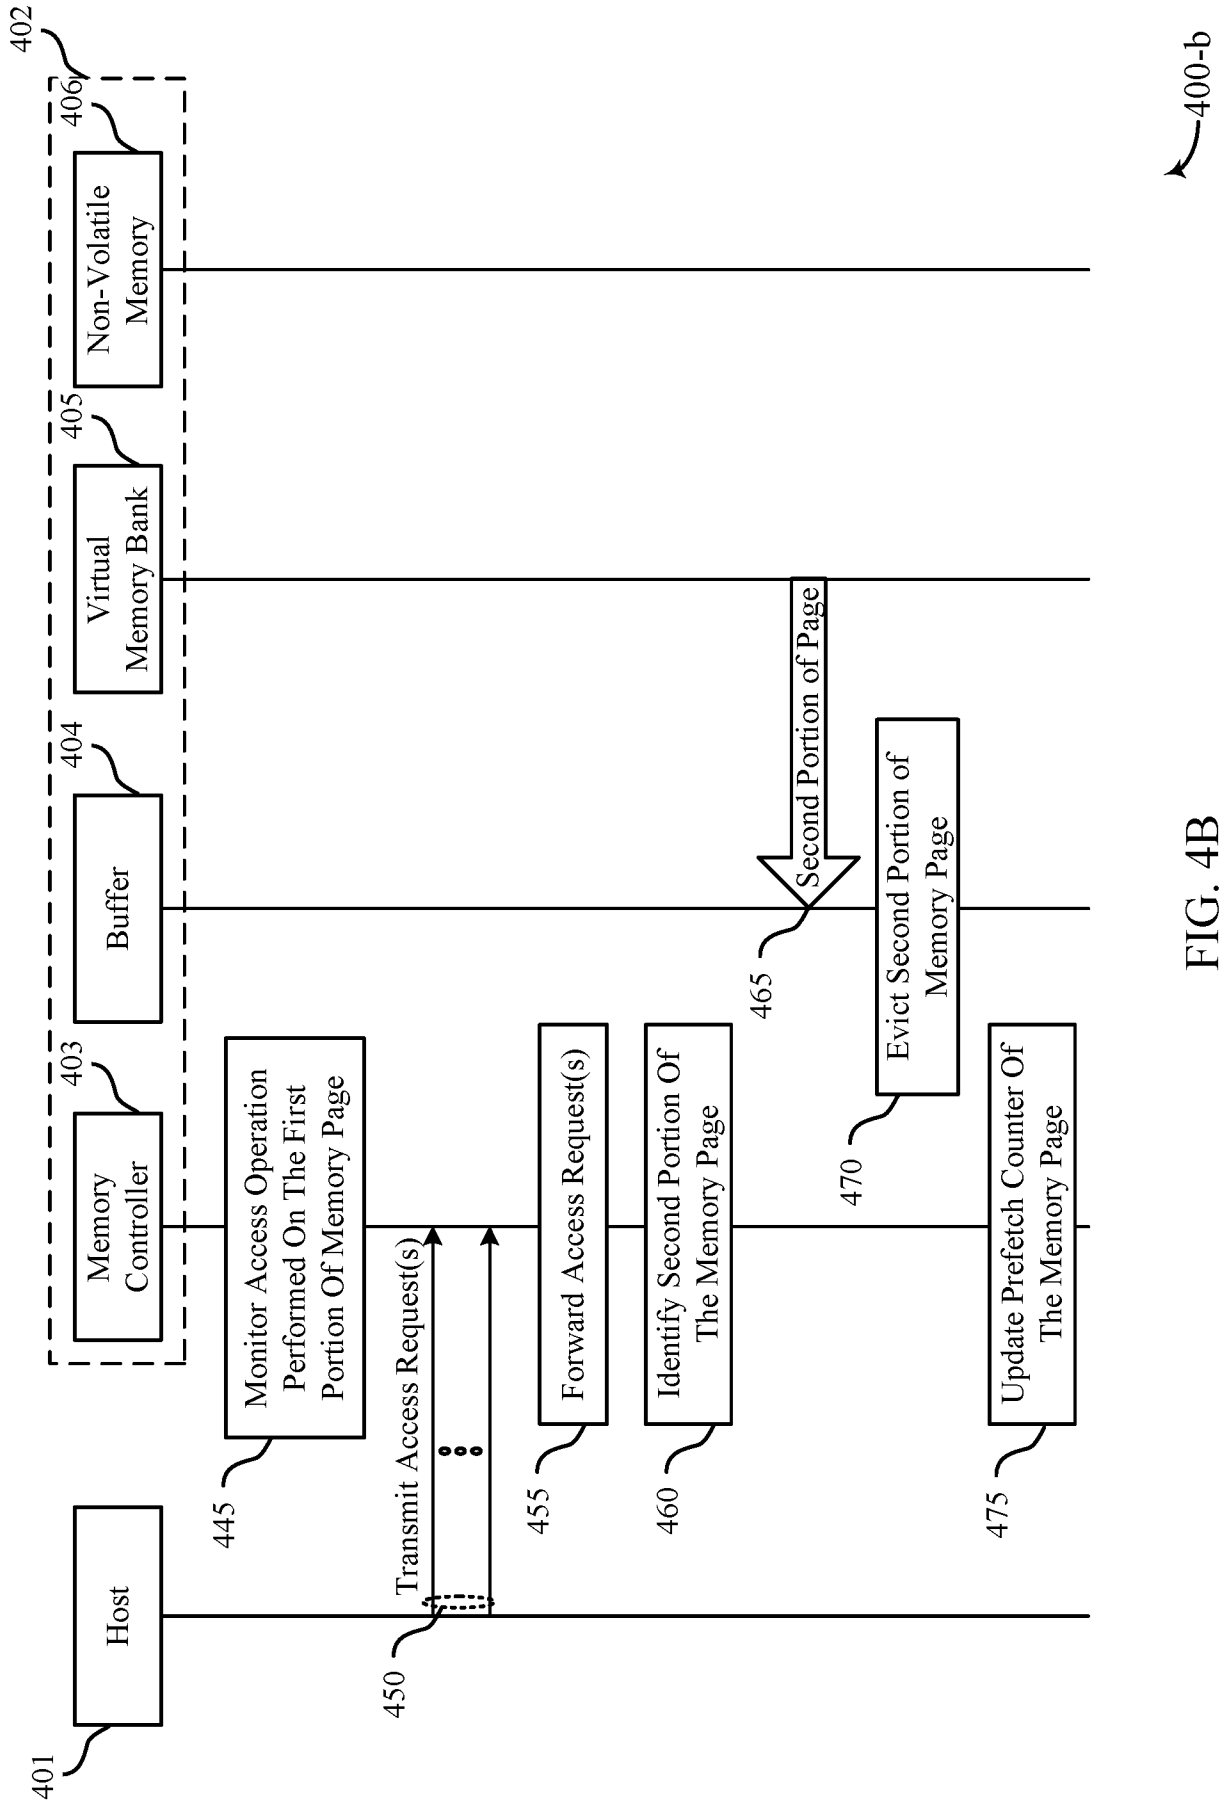 402
401
Host
403
Memory
Controller
404
Buffer
405
Virtual
Memory Bank
406
Non-Volatile
Memory
445
Monitor Access Operation
Performed On The First
Portion Of Memory Page
Transmit Access Request(s)
450
455
Forward Access Request(s)
460
Identify Second Portion Of
The Memory Page
465
Second Portion of Page
470
Evict Second Portion of
Memory Page
475
Update Prefetch Counter Of
The Memory Page
400-b
FIG. 4B